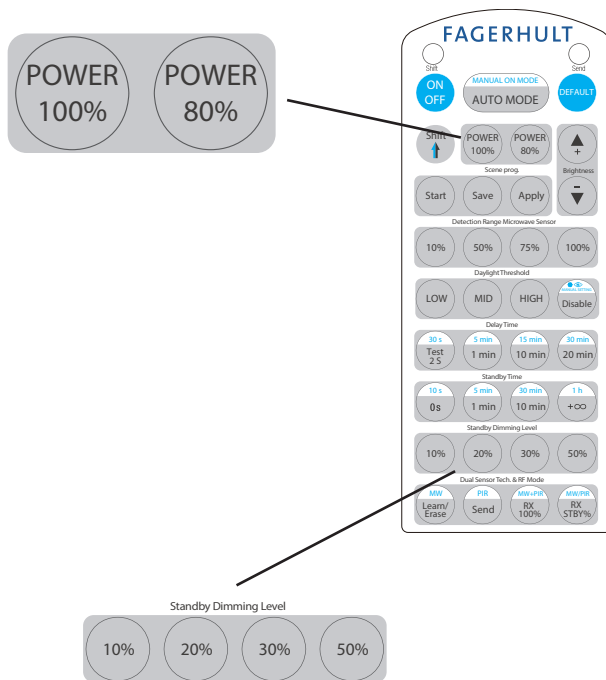 POWER 100% POWER 80%
FAGERHULT
Shift Send
ON OFF MANUAL ON MODE AUTO MODE DEFAULT
Shift POWER 100% POWER 80% +
Scene prog. Brightness
Start Save Apply -
Detection Range Microwave Sensor
10% 50% 75% 100%
Daylight Threshold
LOW MID HIGH Disable
Delay Time
30 s 5 min 15 min 30 min
Test 2 S 1 min 10 min 20 min
Standby Time
10 s 5 min 30 min 1 h
0s 1 min 10 min +∞
Standby Dimming Level
10% 20% 30% 50%
Dual Sensor Tech. & RF Mode
MW PIR MW+PIR MW/PIR
Learn/ Erase Send RX 100% RX STBY%
Standby Dimming Level
10% 20% 30% 50%